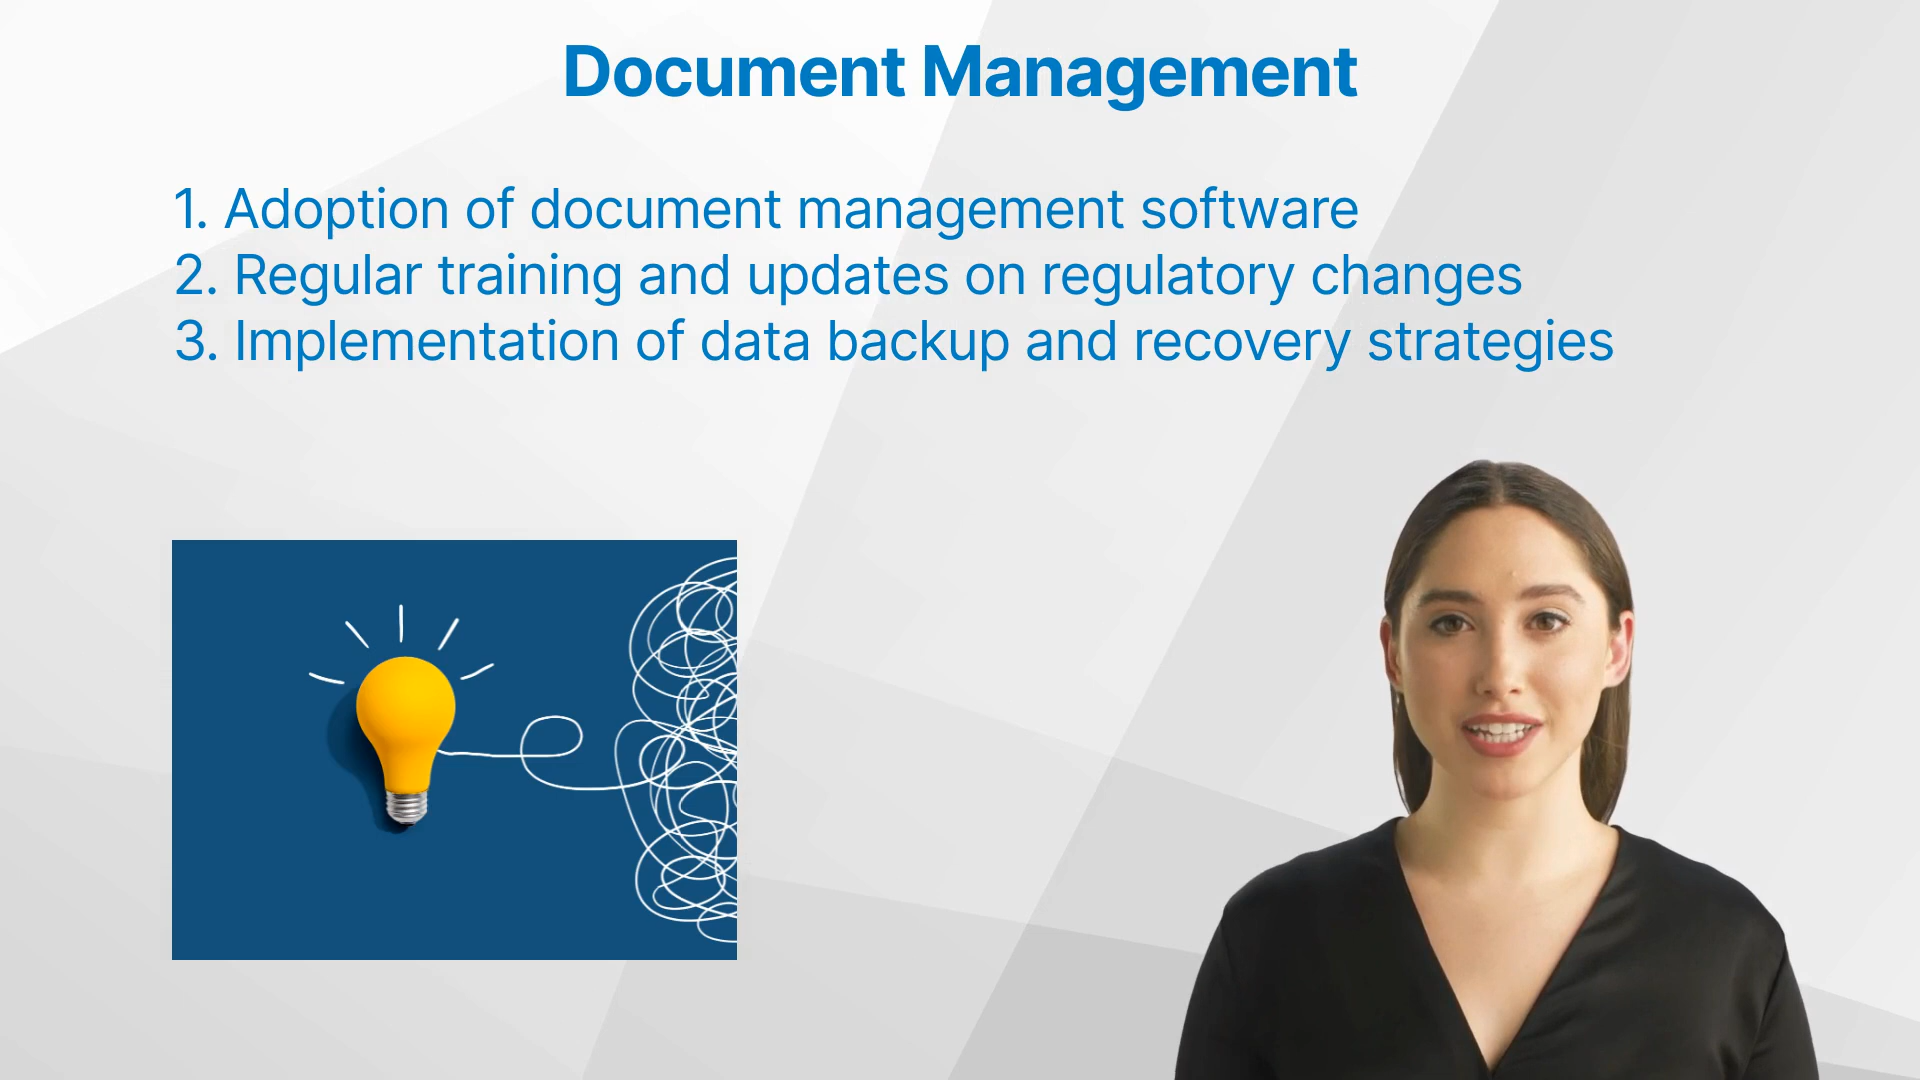 Document Management
1. Adoption of document management software
2. Regular training and updates on regulatory changes
3. Implementation of data backup and recovery strategies